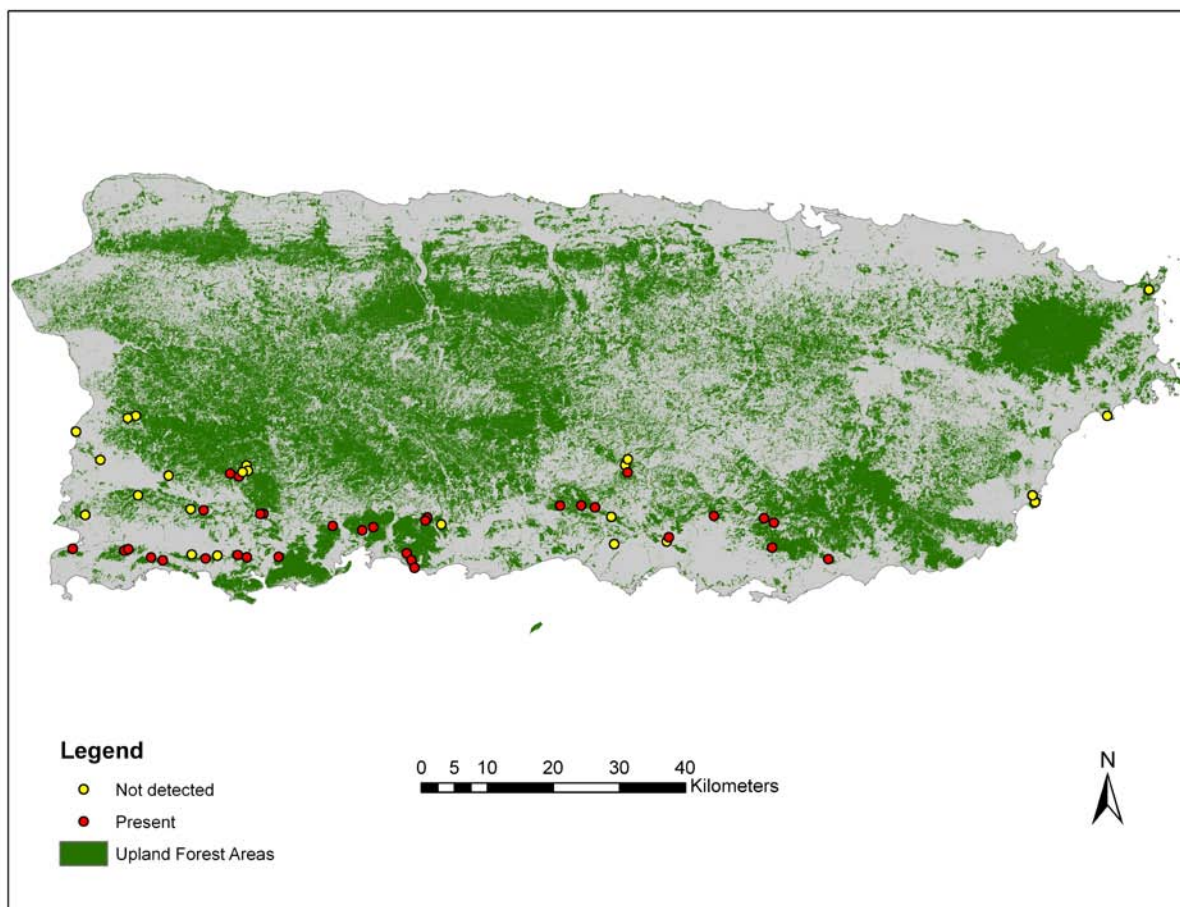 Legend
Not detected
Present
Upland Forest Areas
0 5 10 20 30 40
Kilometers
N